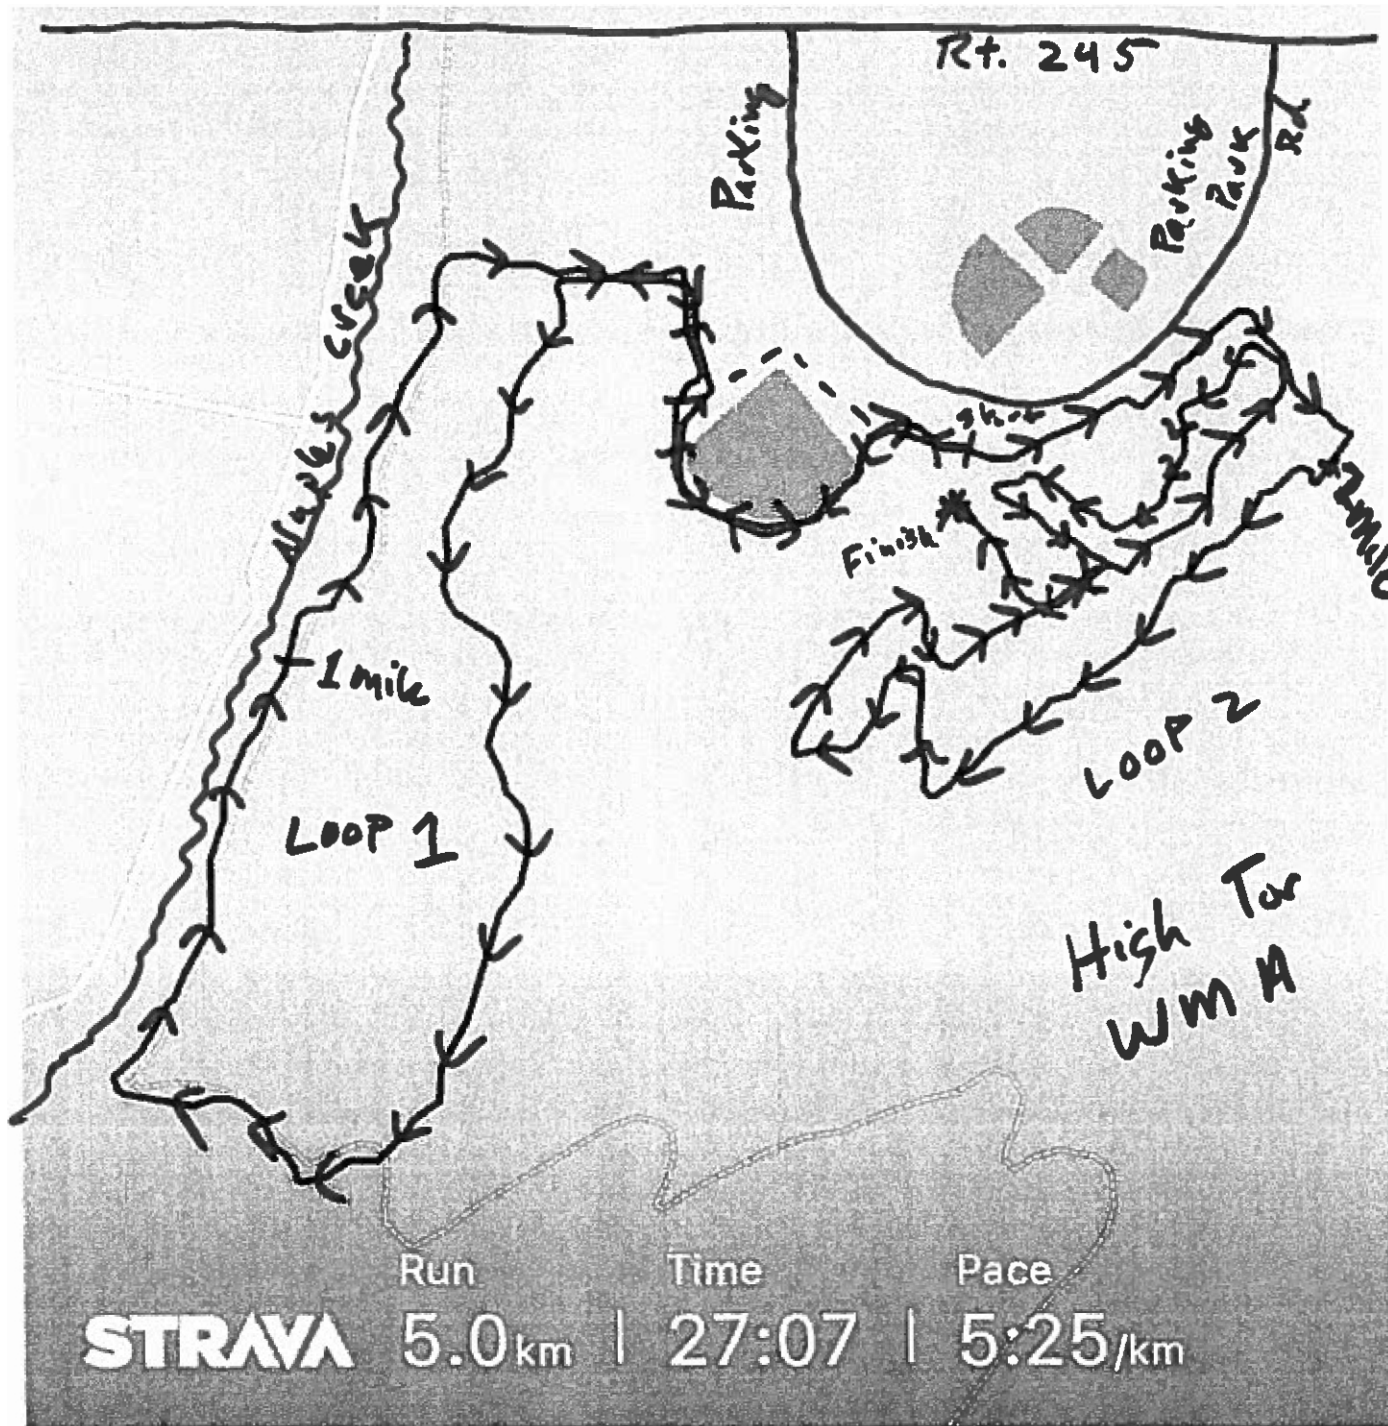 Rt. 245
Parking
Parking
Park
Rd
Creek
Start
Finish
2 mile
1 mile
LOOP 2
LOOP 1
High Tor
WMA
Run
Time
Pace
STRAVA
5.0km | 27:07 | 5:25/km